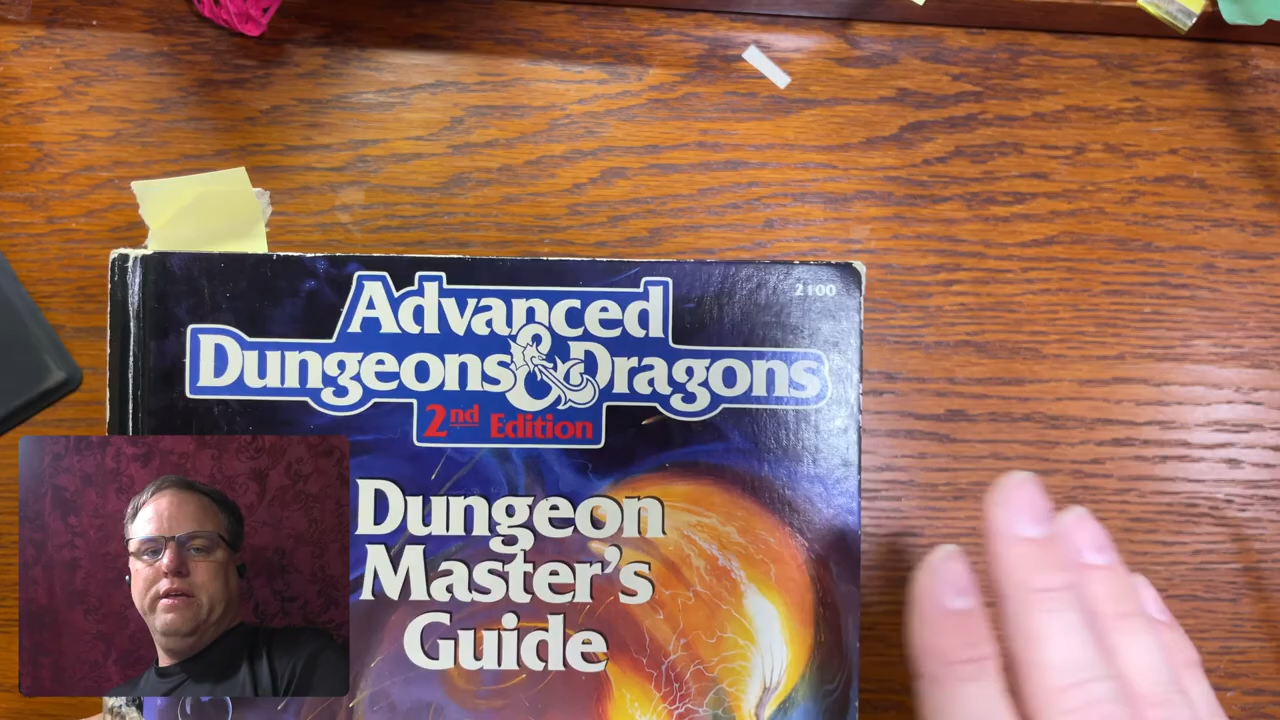 2100
Advanced
Dungeons & Dragons
2nd Edition
Dungeon
Master's
Guide